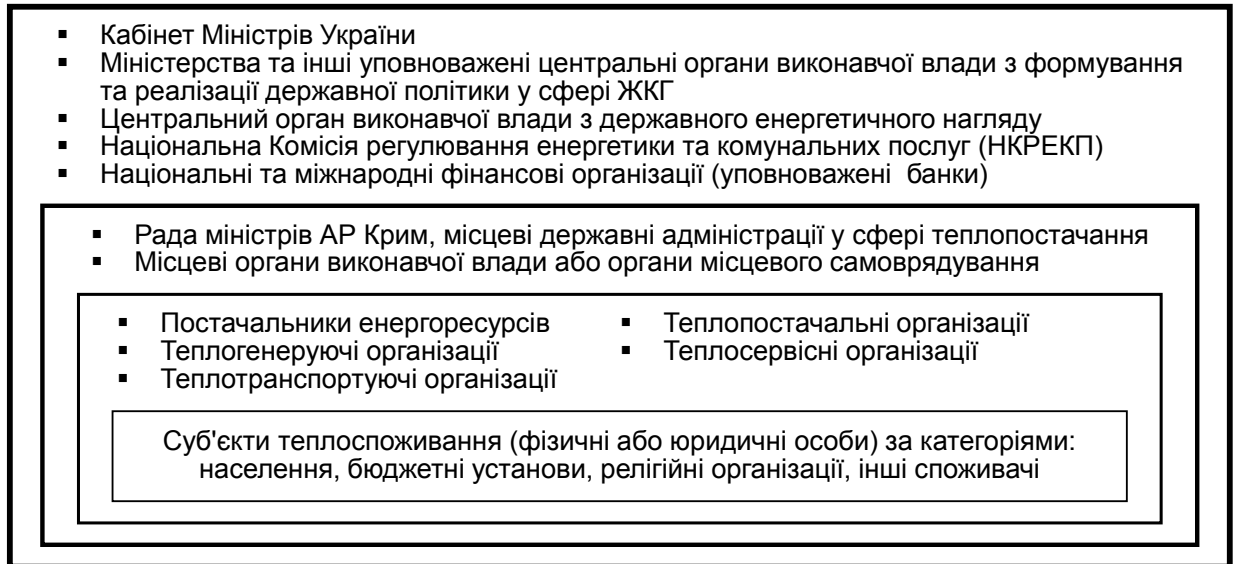 ▪ Кабінет Міністрів України
▪ Міністерства та інші уповноважені центральні органи виконавчої влади з формування
та реалізації державної політики у сфері ЖКГ
▪ Центральний орган виконавчої влади з державного енергетичного нагляду
▪ Національна Комісія регулювання енергетики та комунальних послуг (НКРЕКП)
▪ Національні та міжнародні фінансові організації (уповноважені банки)
▪ Рада міністрів АР Крим, місцеві державні адміністрації у сфері теплопостачання
▪ Місцеві органи виконавчої влади або органи місцевого самоврядування
▪ Постачальники енергоресурсів
▪ Теплогенеруючі організації
▪ Теплотранспортуючі організації
▪ Теплопостачальні організації
▪ Теплосервісні організації
Суб'єкти теплоспоживання (фізичні або юридичні особи) за категоріями:
населення, бюджетні установи, релігійні організації, інші споживачі